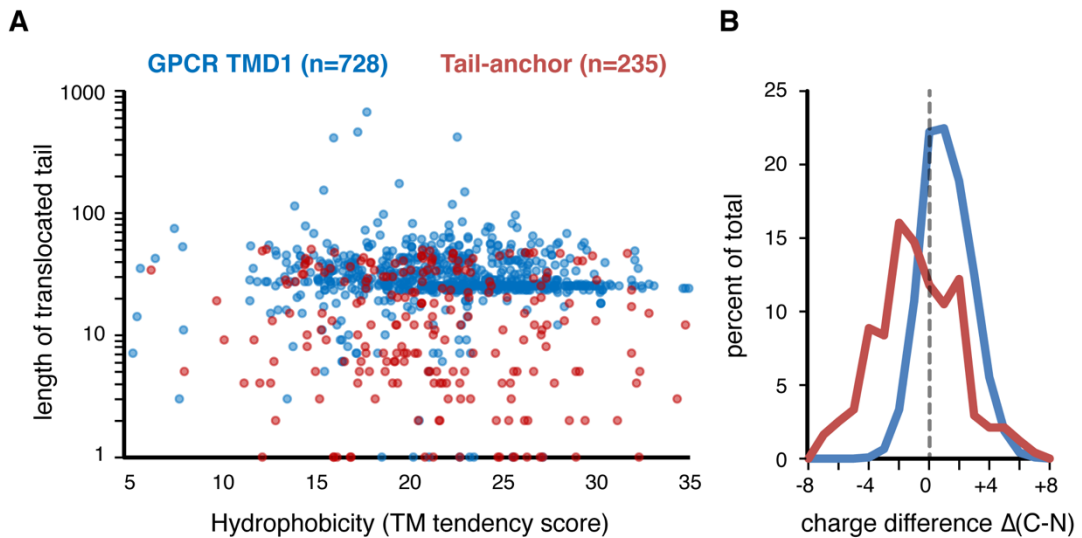 A
GPCR TMD1 (n=728)
Tail-anchor (n=235)
length of translocated tail
1000
100
10
1
5
10
15
20
25
30
35
Hydrophobicity (TM tendency score)
B
percent of total
25
20
15
10
5
0
-8
-4
0
+4
+8
charge difference Δ(C-N)